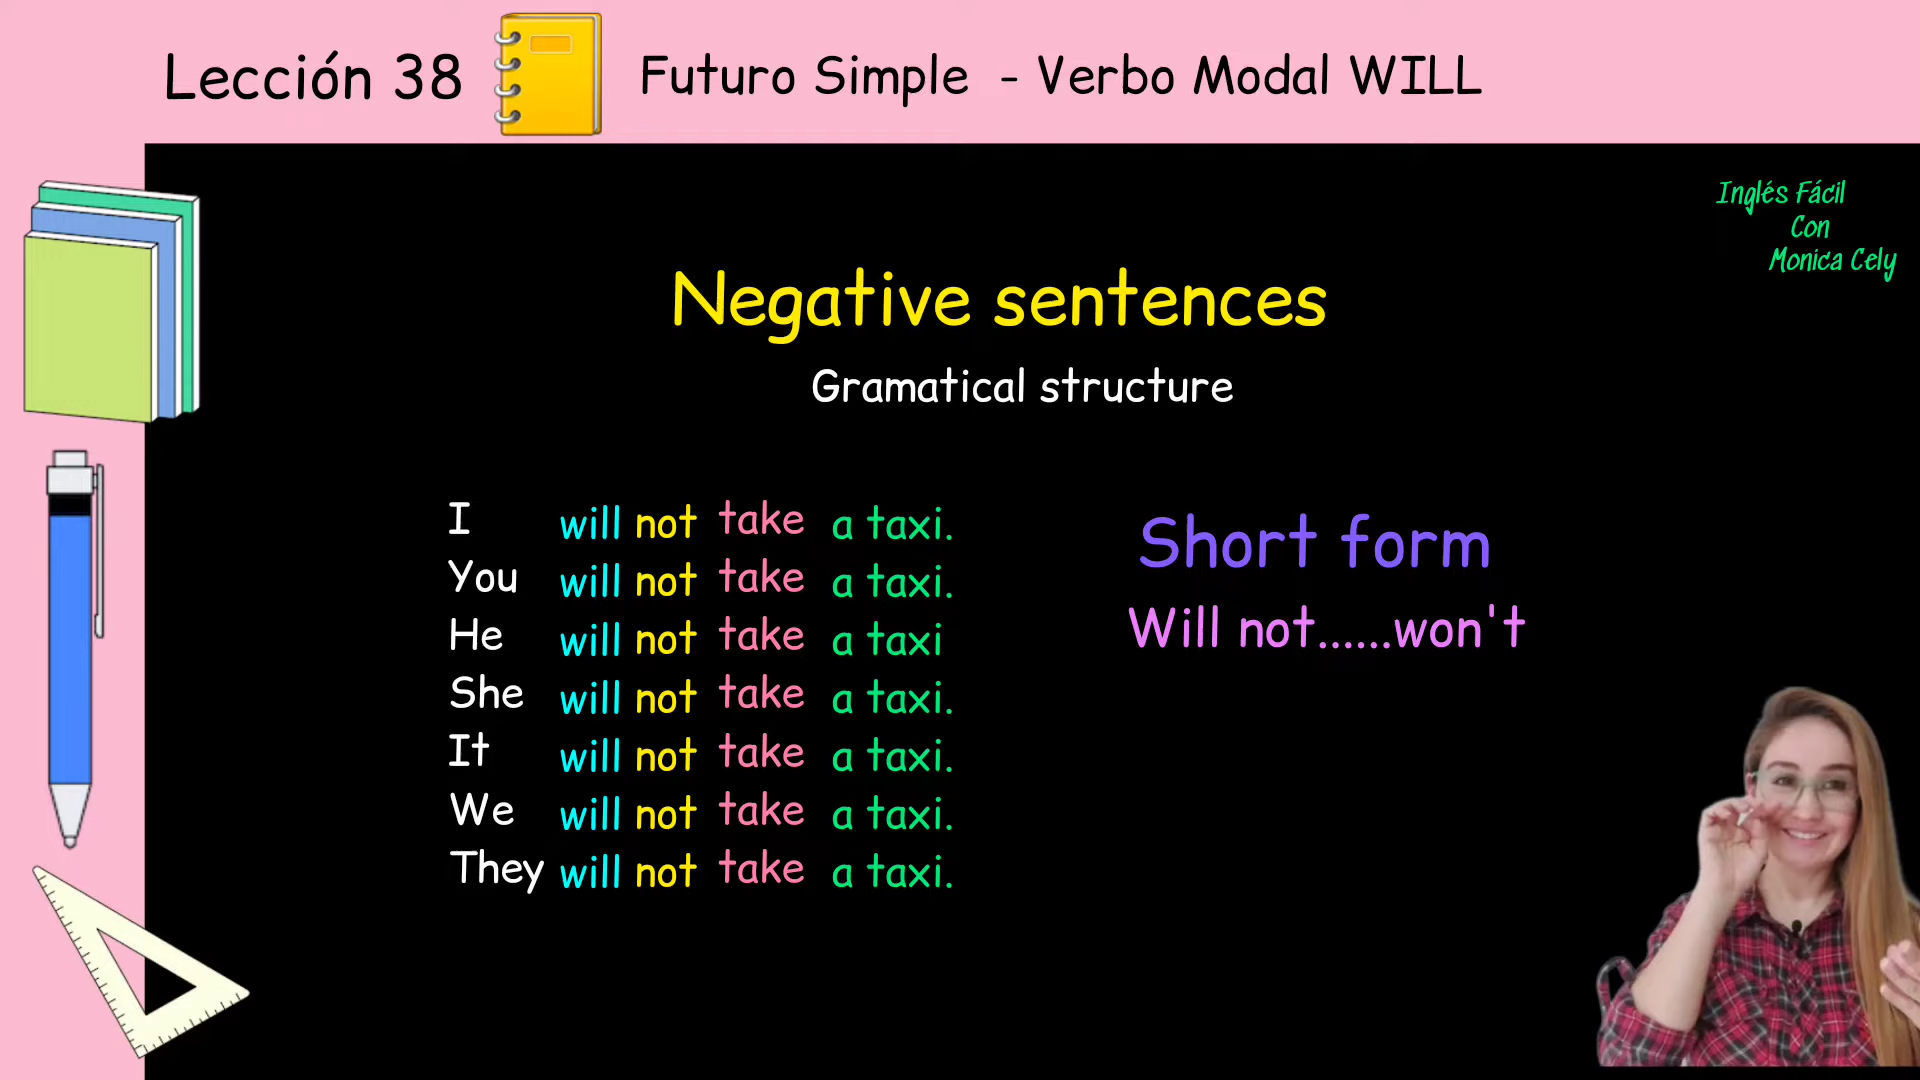 Lección 38
Futuro Simple - Verbo Modal WILL
Inglés Fácil
Con
Monica Cely
Negative sentences
Gramatical structure
I will not take a taxi.
You will not take a taxi.
He will not take a taxi
She will not take a taxi.
It will not take a taxi.
We will not take a taxi.
They will not take a taxi.
Short form
Will not......won't